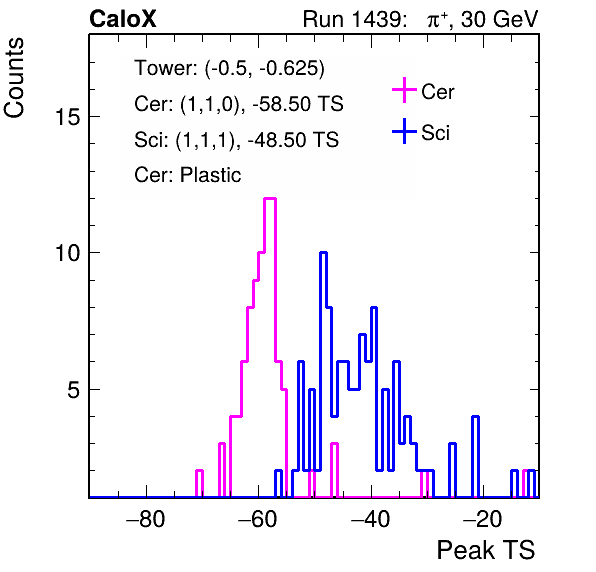 CaloX Run 1439: π⁺, 30 GeV
Counts
Tower: (-0.5, -0.625)
Cer: (1,1,0), -58.50 TS
Sci: (1,1,1), -48.50 TS
Cer: Plastic
Cer
Sci
15
10
5
−80 −60 −40 −20
Peak TS